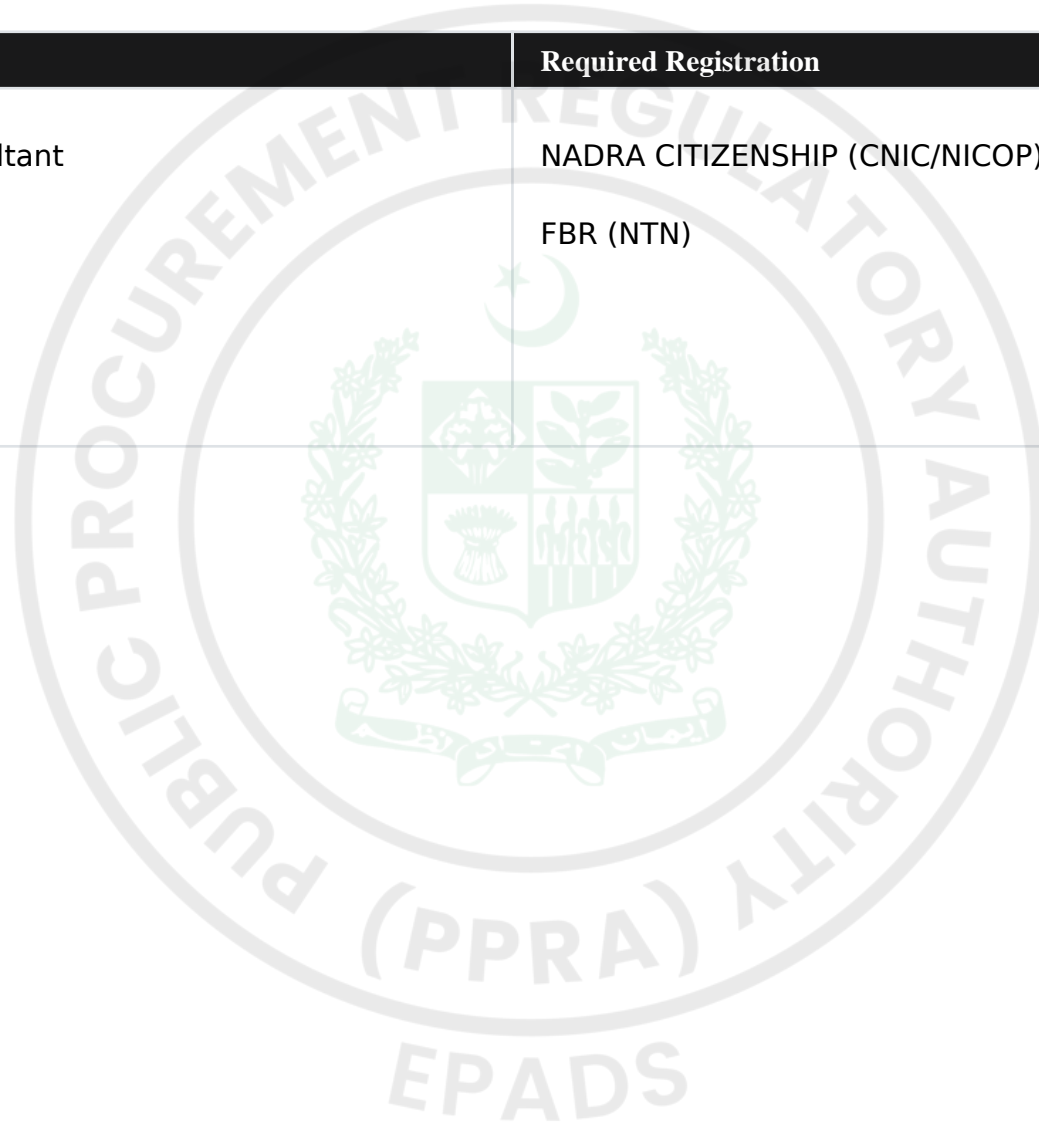 Required Registration
ltant
NADRA CITIZENSHIP (CNIC/NICOP)
FBR (NTN)
PUBLIC PROCUREMENT REGULATORY AUTHORITY
(PPRA)
EPADS